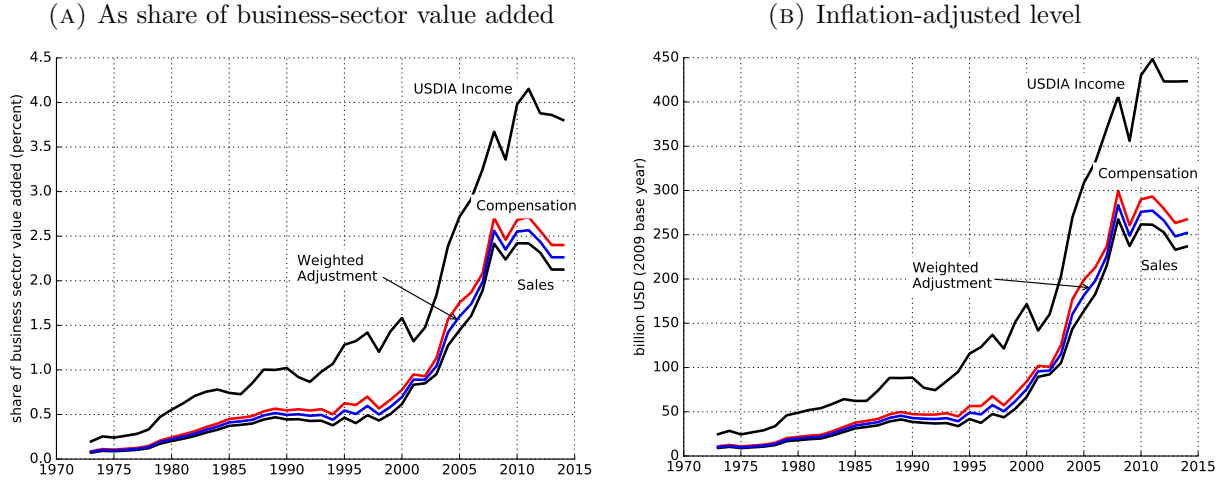 (A) As share of business-sector value added
4.5
4.0
3.5
3.0
2.5
2.0
1.5
1.0
0.5
0.0
share of business sector value added (percent)
USDIA Income
Compensation
Weighted
Adjustment
Sales
1970 1975 1980 1985 1990 1995 2000 2005 2010 2015
(B) Inflation-adjusted level
450
400
350
300
250
200
150
100
50
0
billion USD (2009 base year)
USDIA Income
Compensation
Weighted
Adjustment
Sales
1970 1975 1980 1985 1990 1995 2000 2005 2010 2015